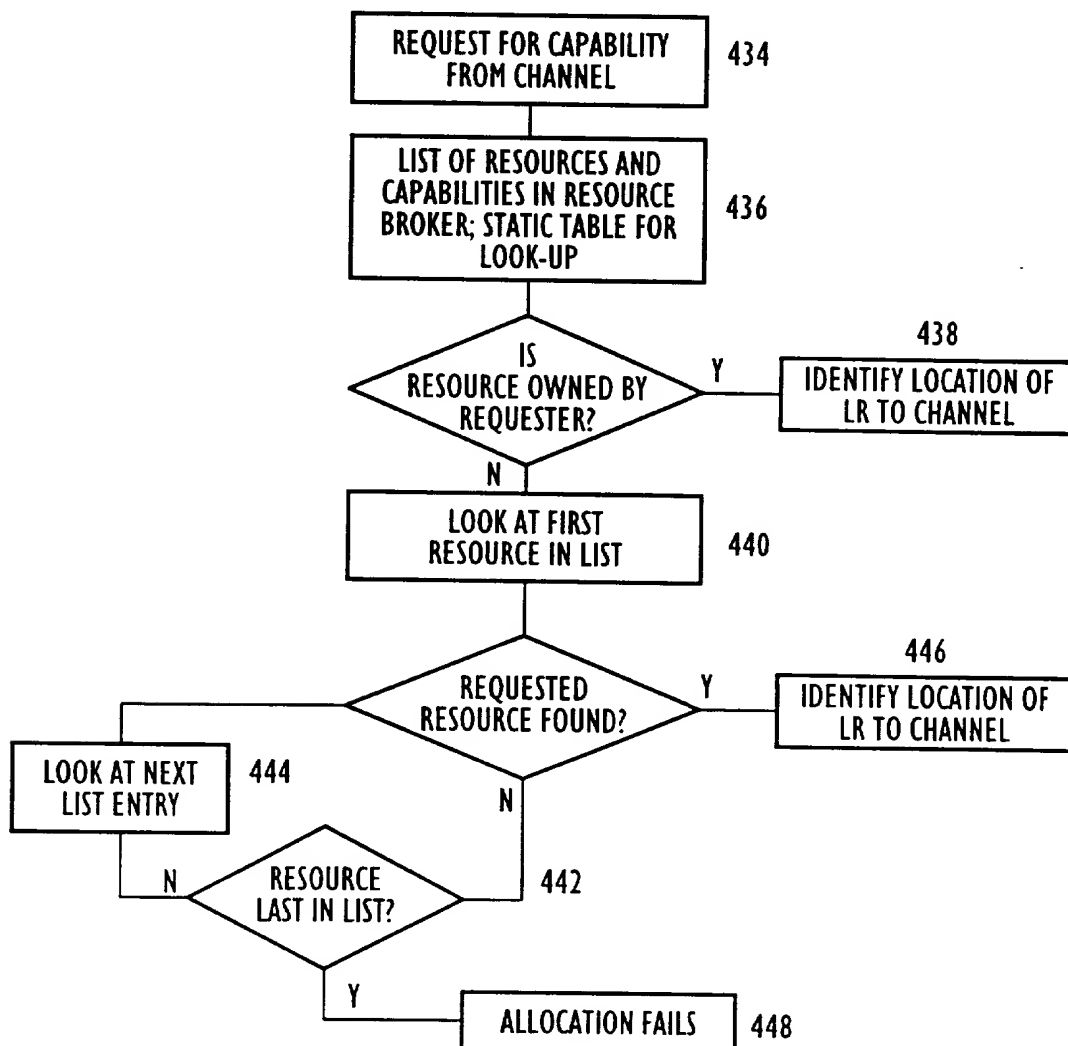 REQUEST FOR CAPABILITY
FROM CHANNEL
434
LIST OF RESOURCES AND
CAPABILITIES IN RESOURCE
BROKER; STATIC TABLE FOR
LOOK-UP
436
IS
RESOURCE OWNED BY
REQUESTER?
Y
438
IDENTIFY LOCATION OF
LR TO CHANNEL
N
LOOK AT FIRST
RESOURCE IN LIST
440
REQUESTED
RESOURCE FOUND?
Y
446
IDENTIFY LOCATION OF
LR TO CHANNEL
LOOK AT NEXT
LIST ENTRY
444
N
N
RESOURCE
LAST IN LIST?
442
Y
ALLOCATION FAILS
448